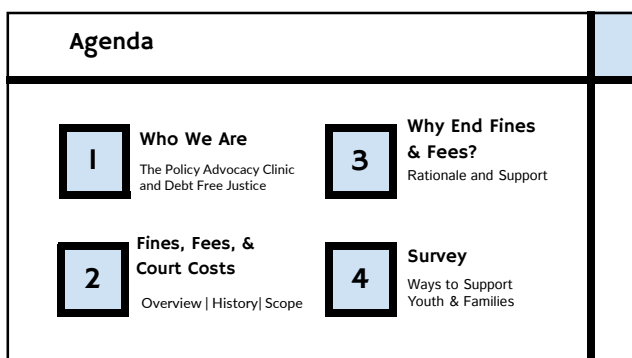 Agenda
1
Who We Are
The Policy Advocacy Clinic
and Debt Free Justice
2
Fines, Fees, &
Court Costs
Overview | History| Scope
3
Why End Fines
& Fees?
Rationale and Support
4
Survey
Ways to Support
Youth & Families